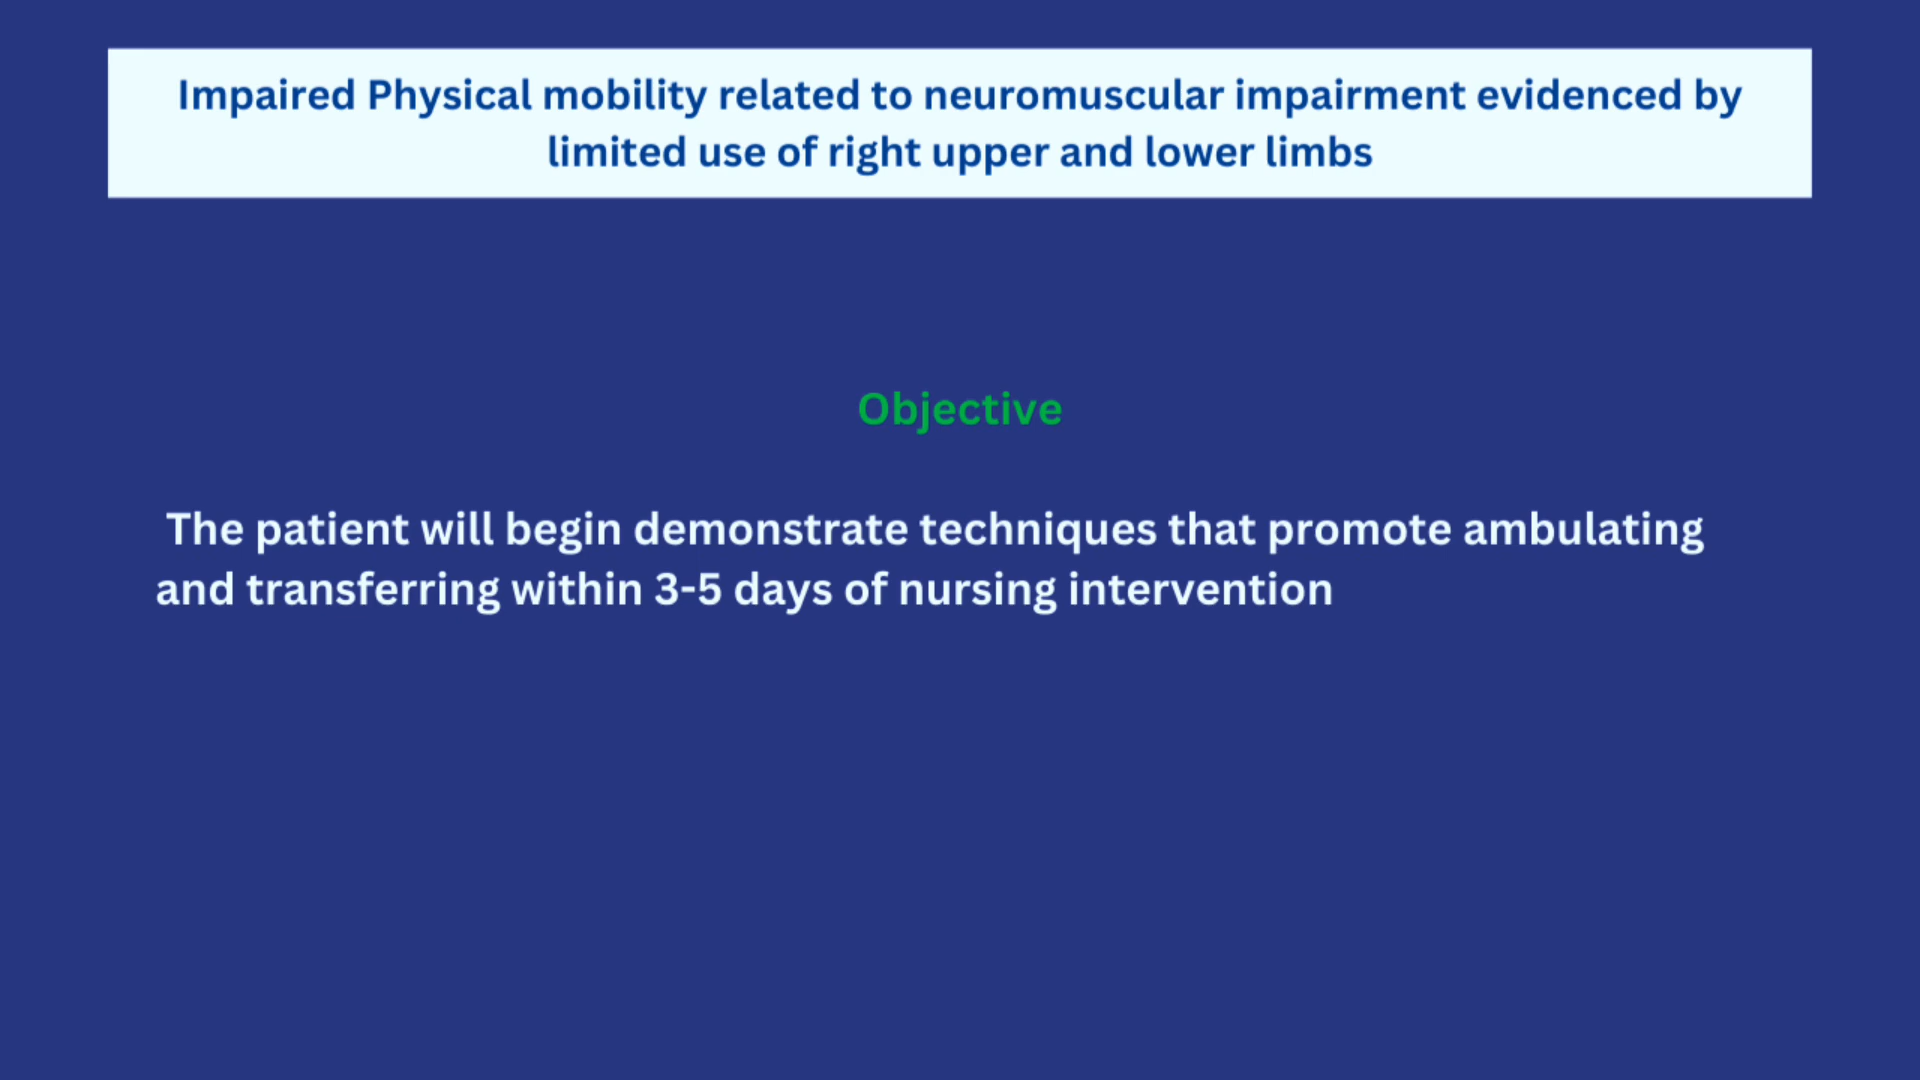 Impaired Physical mobility related to neuromuscular impairment evidenced by
limited use of right upper and lower limbs
Objective
The patient will begin demonstrate techniques that promote ambulating
and transferring within 3-5 days of nursing intervention